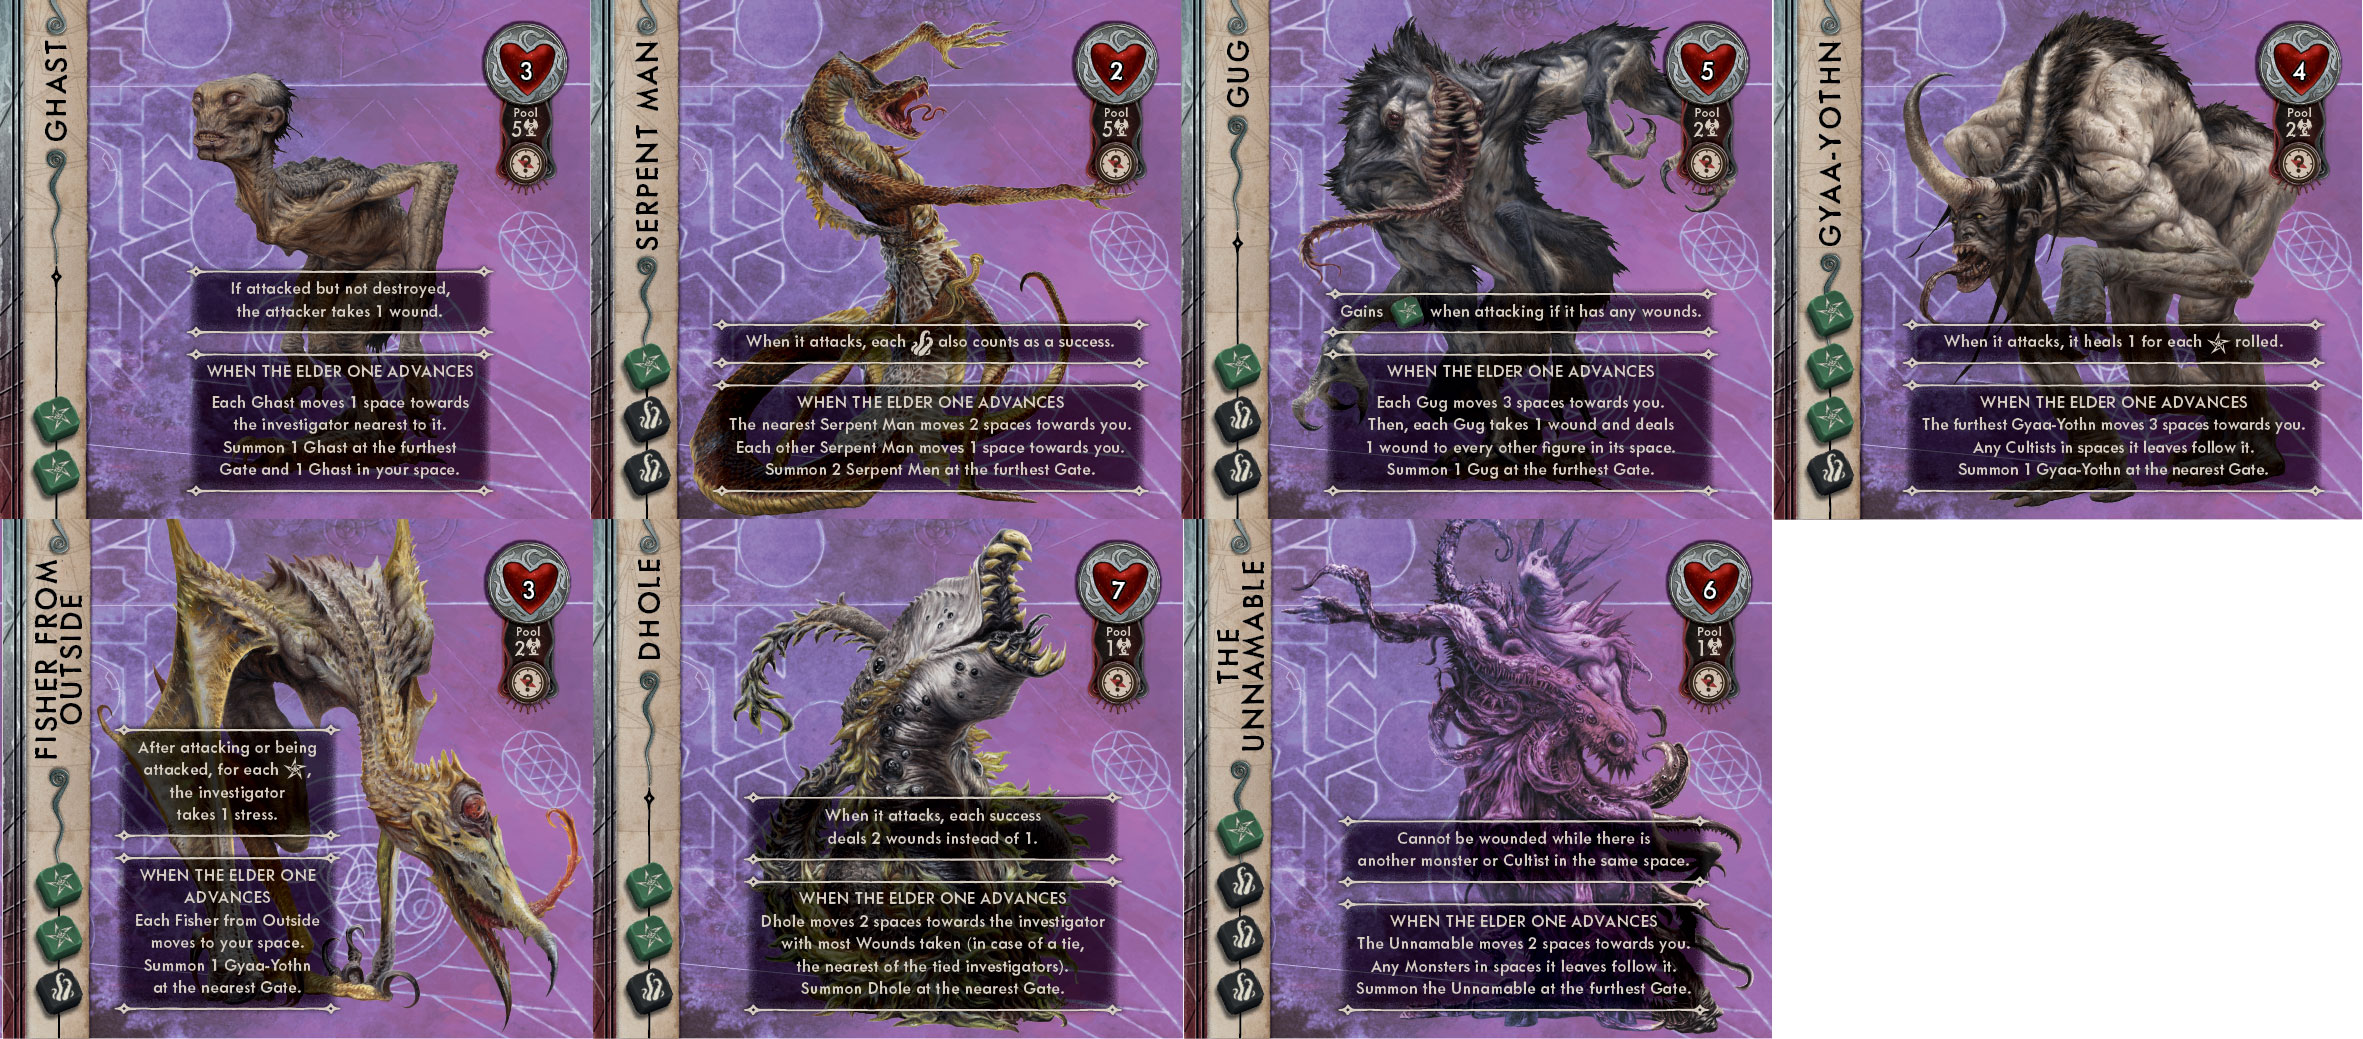 GHAST
3
Pool
5
If attacked but not destroyed,
the attacker takes 1 wound.
WHEN THE ELDER ONE ADVANCES
Each Ghast moves 1 space towards
the investigator nearest to it.
Summon 1 Ghast at the furthest
Gate and 1 Ghast in your space.
SERPENT MAN
2
Pool
5
When it attacks, each also counts as a success.
WHEN THE ELDER ONE ADVANCES
The nearest Serpent Man moves 2 spaces towards you.
Each other Serpent Man moves 1 space towards you.
Summon 2 Serpent Men at the furthest Gate.
GUG
5
Pool
2
Gains when attacking if it has any wounds.
WHEN THE ELDER ONE ADVANCES
Each Gug moves 3 spaces towards you.
Then, each Gug takes 1 wound and deals
1 wound to every other figure in its space.
Summon 1 Gug at the furthest Gate.
GYAA-YOTHN
4
Pool
2
When it attacks, it heals 1 for each rolled.
WHEN THE ELDER ONE ADVANCES
The furthest Gyaa-Yothn moves 3 spaces towards you.
Any Cultists in spaces it leaves follow it.
Summon 1 Gyaa-Yothn at the nearest Gate.
FISHER FROM
OUTSIDE
3
Pool
2
After attacking or being
attacked, for each ,
the investigator
takes 1 stress.
WHEN THE ELDER ONE
ADVANCES
Each Fisher from Outside
moves to your space.
Summon 1 Gyaa-Yothn
at the nearest Gate.
DHOLE
7
Pool
1
When it attacks, each success
deals 2 wounds instead of 1.
WHEN THE ELDER ONE ADVANCES
Dhole moves 2 spaces towards the investigator
with most Wounds taken (in case of a tie,
the nearest of the tied investigators).
Summon Dhole at the nearest Gate.
THE
UNNAMABLE
6
Pool
1
Cannot be wounded while there is
another monster or Cultist in the same space.
WHEN THE ELDER ONE ADVANCES
The Unnamable moves 2 spaces towards you.
Any Monsters in spaces it leaves follow it.
Summon the Unnamable at the furthest Gate.